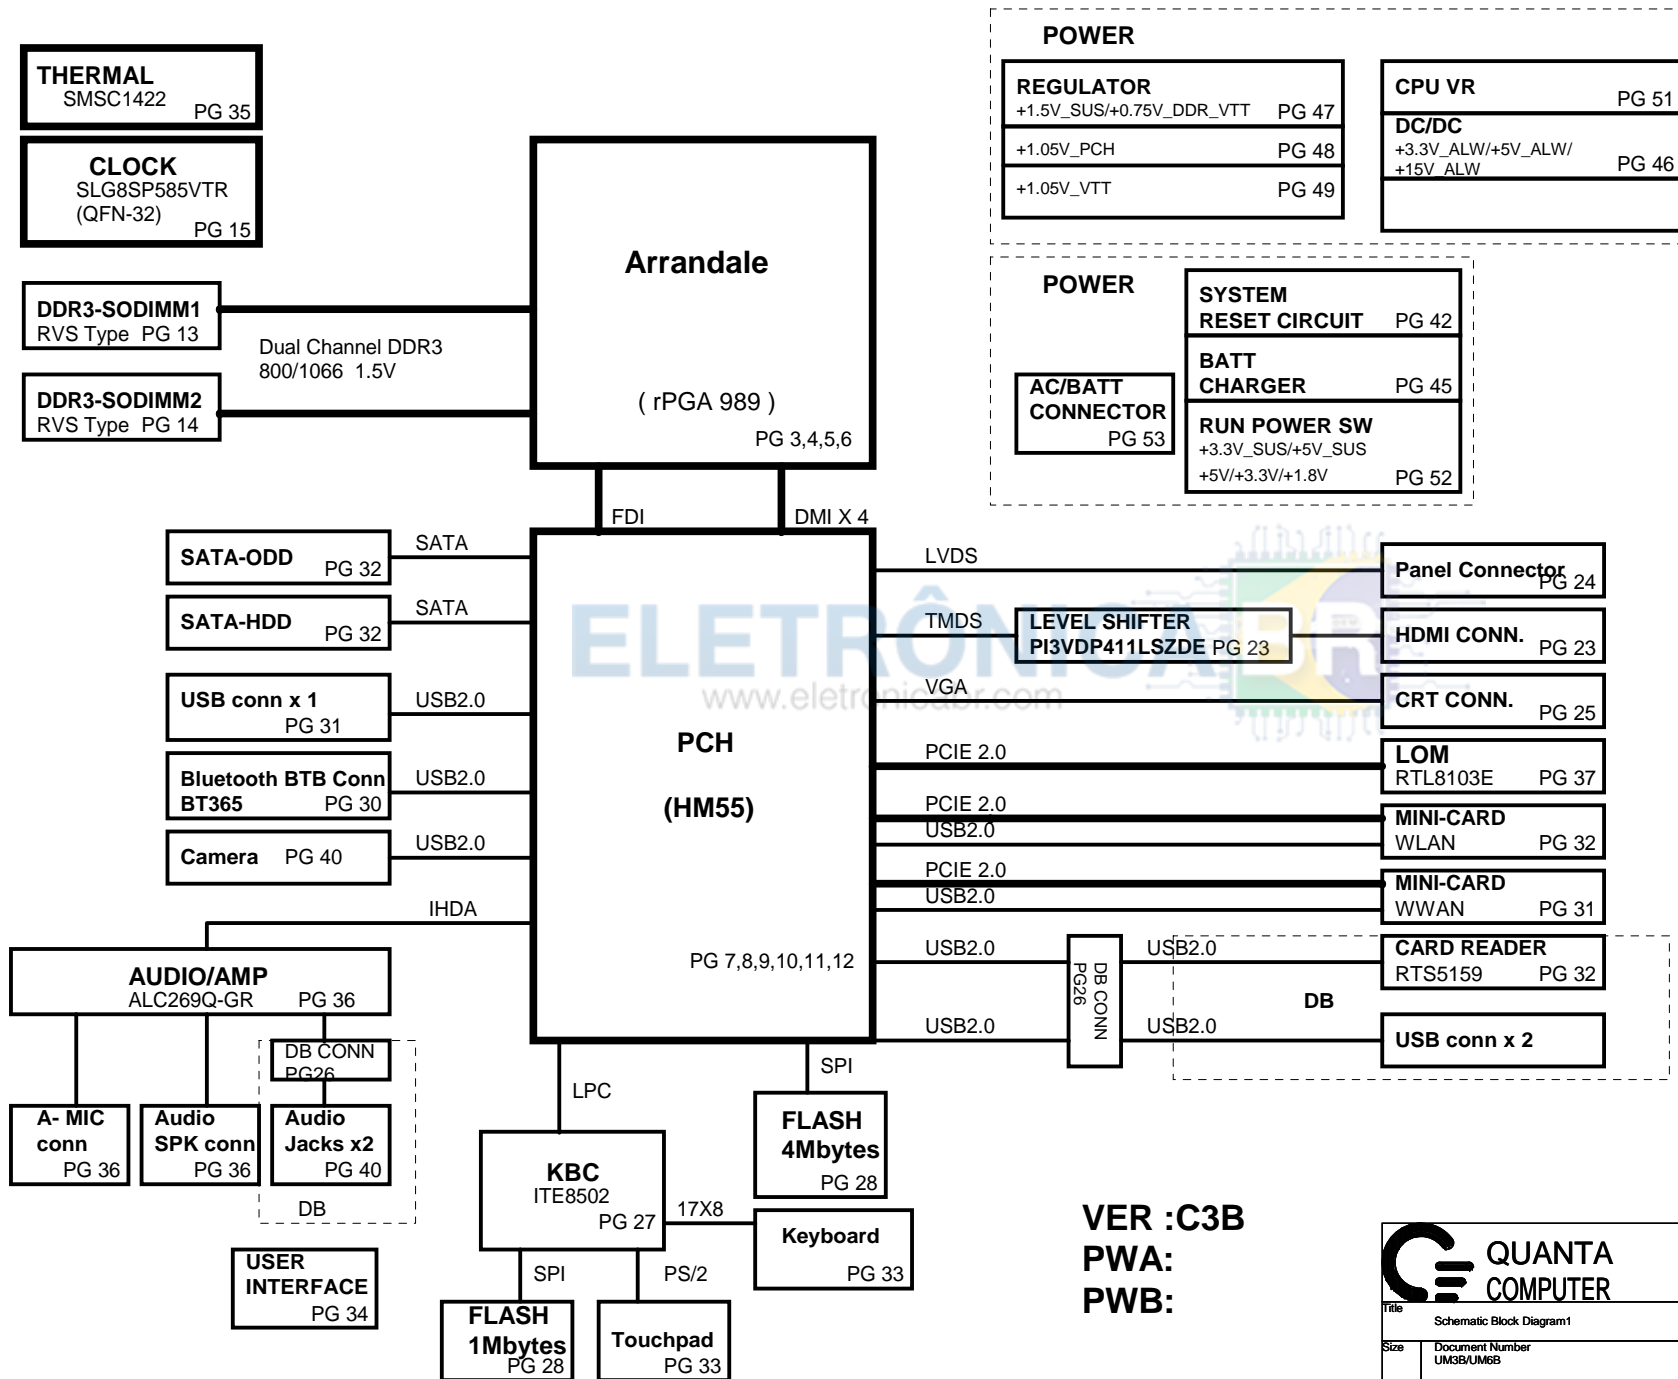 POWER
REGULATOR
+1.5V_SUS/+0.75V_DDR_VTT PG 47
+1.05V_PCH PG 48
+1.05V_VTT PG 49
CPU VR
PG 51
DC/DC
+3.3V_ALW/+5V_ALW/
+15V_ALW
PG 46
THERMAL
SMSC1422
PG 35
CLOCK
SLG8SP585VTR
(QFN-32)
PG 15
Arrandale
( rPGA 989 )
PG 3,4,5,6
DDR3-SODIMM1
RVS Type PG 13
Dual Channel DDR3
800/1066 1.5V
DDR3-SODIMM2
RVS Type PG 14
POWER
SYSTEM
RESET CIRCUIT PG 42
BATT
CHARGER PG 45
AC/BATT
CONNECTOR
PG 53
RUN POWER SW
+3.3V_SUS/+5V_SUS
+5V/+3.3V/+1.8V
PG 52
FDI
DMI X 4
SATA-ODD
PG 32
SATA
SATA-HDD
PG 32
SATA
USB conn x 1
PG 31
USB2.0
Bluetooth BTB Conn
BT365 PG 30
USB2.0
Camera PG 40
USB2.0
IHDA
PCH
(HM55)
PG 7,8,9,10,11,12
LVDS
Panel Connector
PG 24
TMDS
LEVEL SHIFTER
PI3VDP411LSZDE PG 23
HDMI CONN.
PG 23
VGA
CRT CONN.
PG 25
ELETRÔNICA BR
www.eletronicabr.com
PCIE 2.0
LOM
RTL8103E PG 37
PCIE 2.0
USB2.0
MINI-CARD
WLAN PG 32
PCIE 2.0
USB2.0
MINI-CARD
WWAN PG 31
USB2.0
DB CONN
PG26
USB2.0
CARD READER
RTS5159 PG 32
DB
USB2.0
USB2.0
USB conn x 2
AUDIO/AMP
ALC269Q-GR PG 36
DB CONN
PG26
A- MIC
conn
PG 36
Audio
SPK conn
PG 36
Audio
Jacks x2
PG 40
DB
LPC
SPI
KBC
ITE8502
PG 27
FLASH
4Mbytes
PG 28
17X8
Keyboard
PG 33
USER
INTERFACE
PG 34
SPI
PS/2
FLASH
1Mbytes
PG 28
Touchpad
PG 33
VER :C3B
PWA:
PWB:
QUANTA
COMPUTER
Title
Schematic Block Diagram1
Size
Document Number
UM3B/UM6B